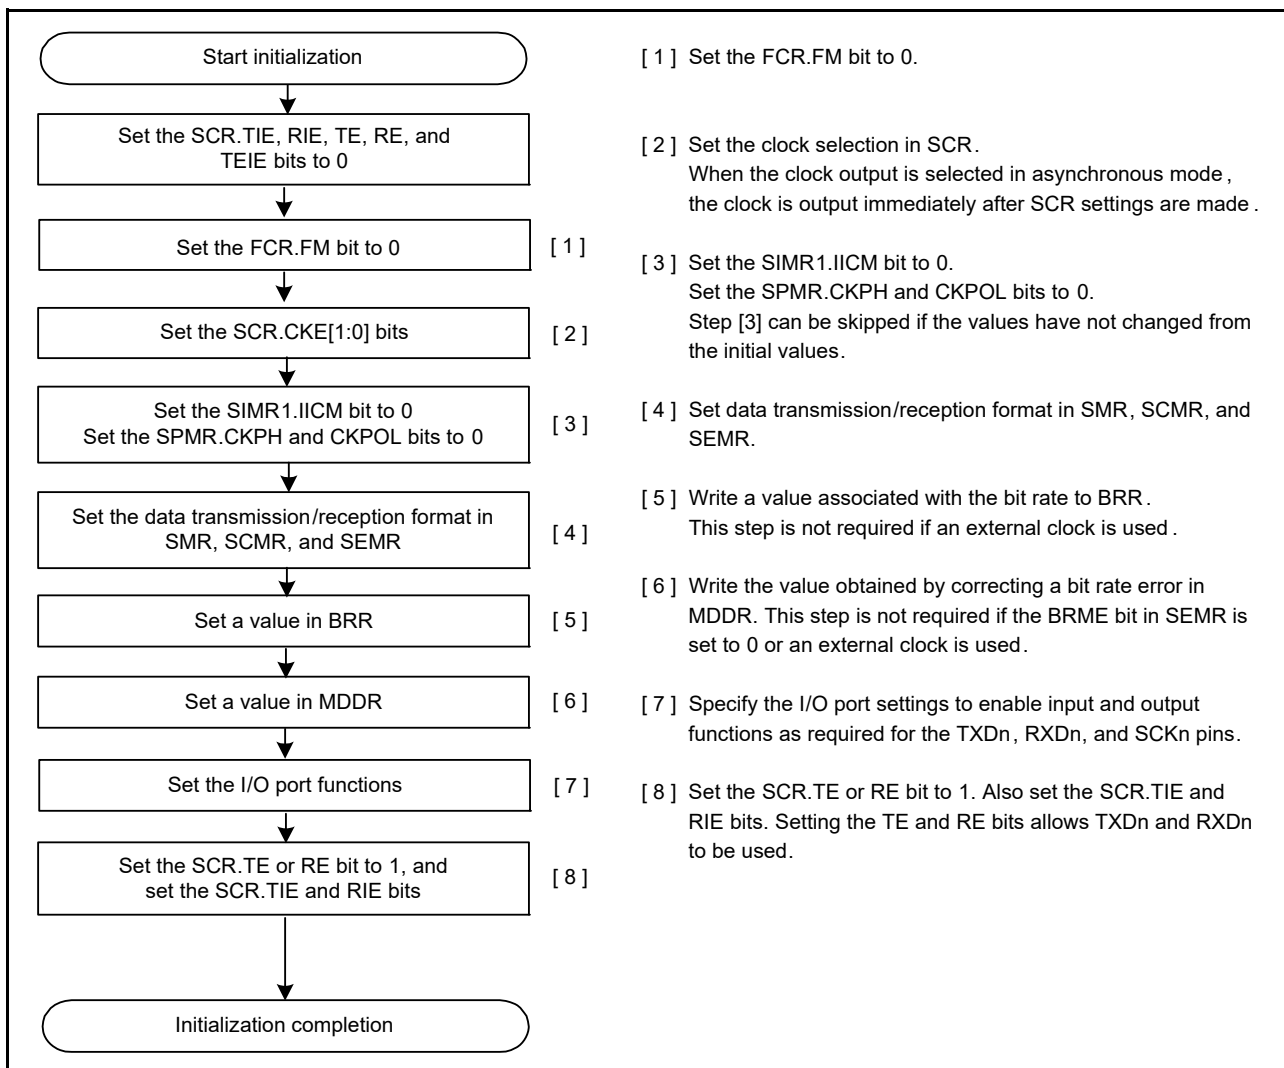 Start initialization
Set the SCR.TIE, RIE, TE, RE, and
TEIE bits to 0
Set the FCR.FM bit to 0
[ 1 ]
Set the SCR.CKE[1:0] bits
[ 2 ]
Set the SIMR1.IICM bit to 0
Set the SPMR.CKPH and CKPOL bits to 0
[ 3 ]
Set the data transmission/reception format in
SMR, SCMR, and SEMR
[ 4 ]
Set a value in BRR
[ 5 ]
Set a value in MDDR
[ 6 ]
Set the I/O port functions
[ 7 ]
Set the SCR.TE or RE bit to 1, and
set the SCR.TIE and RIE bits
[ 8 ]
Initialization completion
[ 1 ] Set the FCR.FM bit to 0.
[ 2 ] Set the clock selection in SCR.
When the clock output is selected in asynchronous mode,
the clock is output immediately after SCR settings are made.
[ 3 ] Set the SIMR1.IICM bit to 0.
Set the SPMR.CKPH and CKPOL bits to 0.
Step [3] can be skipped if the values have not changed from
the initial values.
[ 4 ] Set data transmission/reception format in SMR, SCMR, and
SEMR.
[ 5 ] Write a value associated with the bit rate to BRR.
This step is not required if an external clock is used.
[ 6 ] Write the value obtained by correcting a bit rate error in
MDDR. This step is not required if the BRME bit in SEMR is
set to 0 or an external clock is used.
[ 7 ] Specify the I/O port settings to enable input and output
functions as required for the TXDn, RXDn, and SCKn pins.
[ 8 ] Set the SCR.TE or RE bit to 1. Also set the SCR.TIE and
RIE bits. Setting the TE and RE bits allows TXDn and RXDn
to be used.